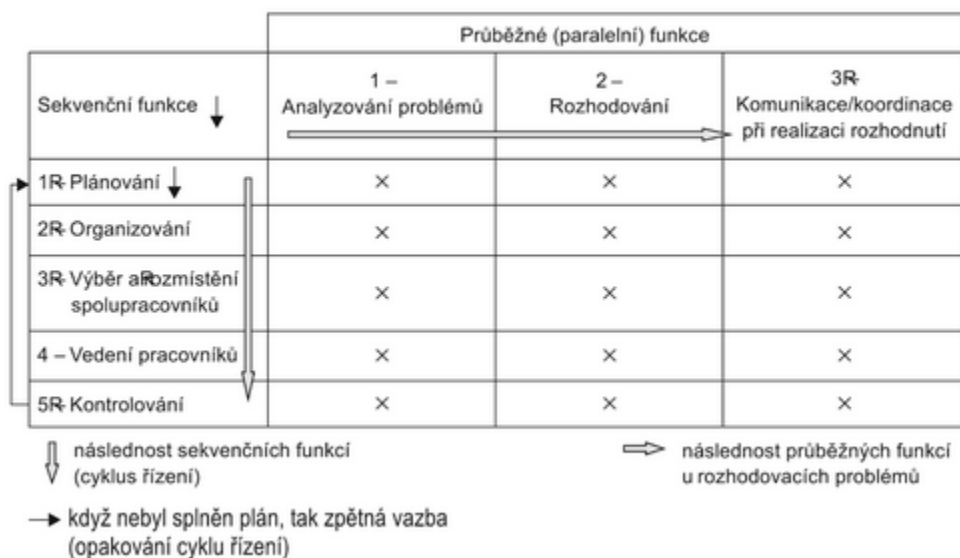 Průběžné (paralelní) funkce
Sekvenční funkce
1 –
Analyzování problémů
2 –
Rozhodování
3R-
Komunikace/koordinace
při realizaci rozhodnutí
1R- Plánování
× × ×
2R- Organizování
× × ×
3R- Výběr aRozmístění
spolupracovníků
× × ×
4 – Vedení pracovníků
× × ×
5R- Kontrolování
× × ×
následnost sekvenčních funkcí
(cyklus řízení)
následnost průběžných funkcí
u rozhodovacích problémů
když nebyl splněn plán, tak zpětná vazba
(opakování cyklu řízení)